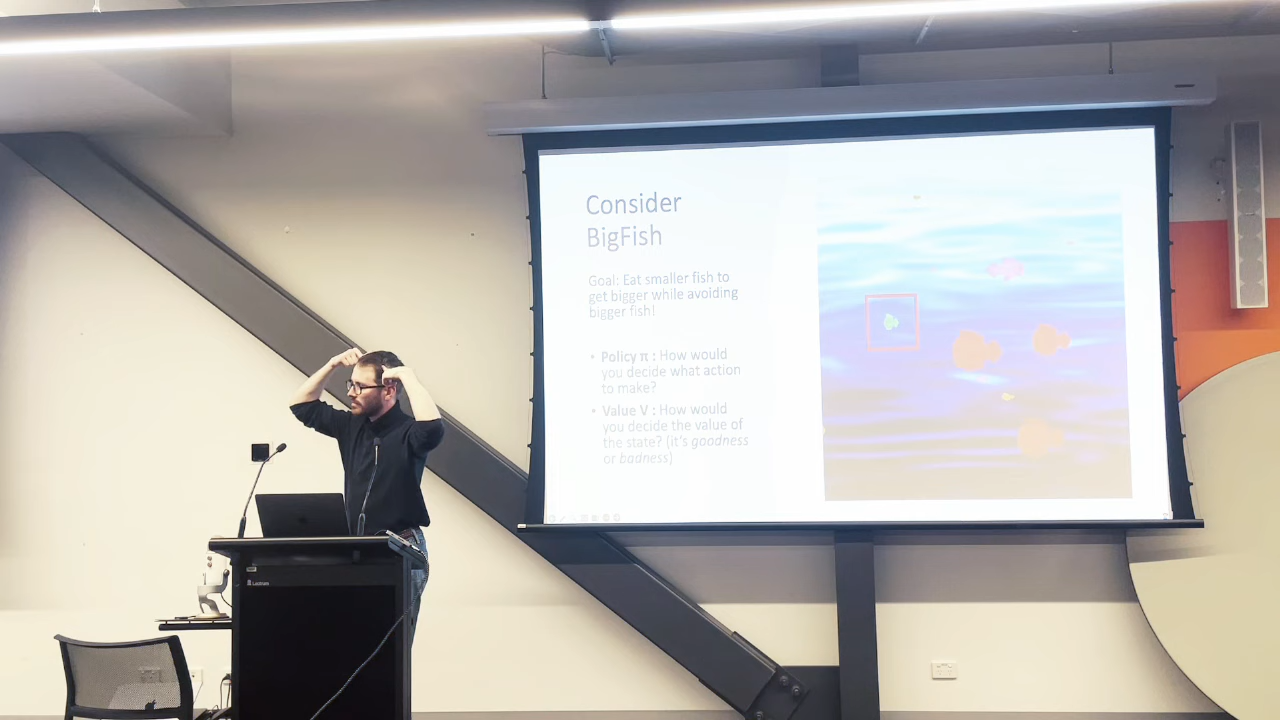 Consider
BigFish
Goal: Eat smaller fish to
get bigger while avoiding
bigger fish!
• Policy π : How would
you decide what action
to make?
• Value V : How would
you decide the value of
the state? (it's goodness
or badness)
Lectrum